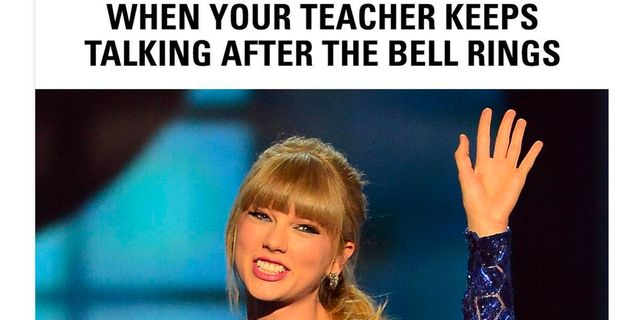 WHEN YOUR TEACHER KEEPS
TALKING AFTER THE BELL RINGS